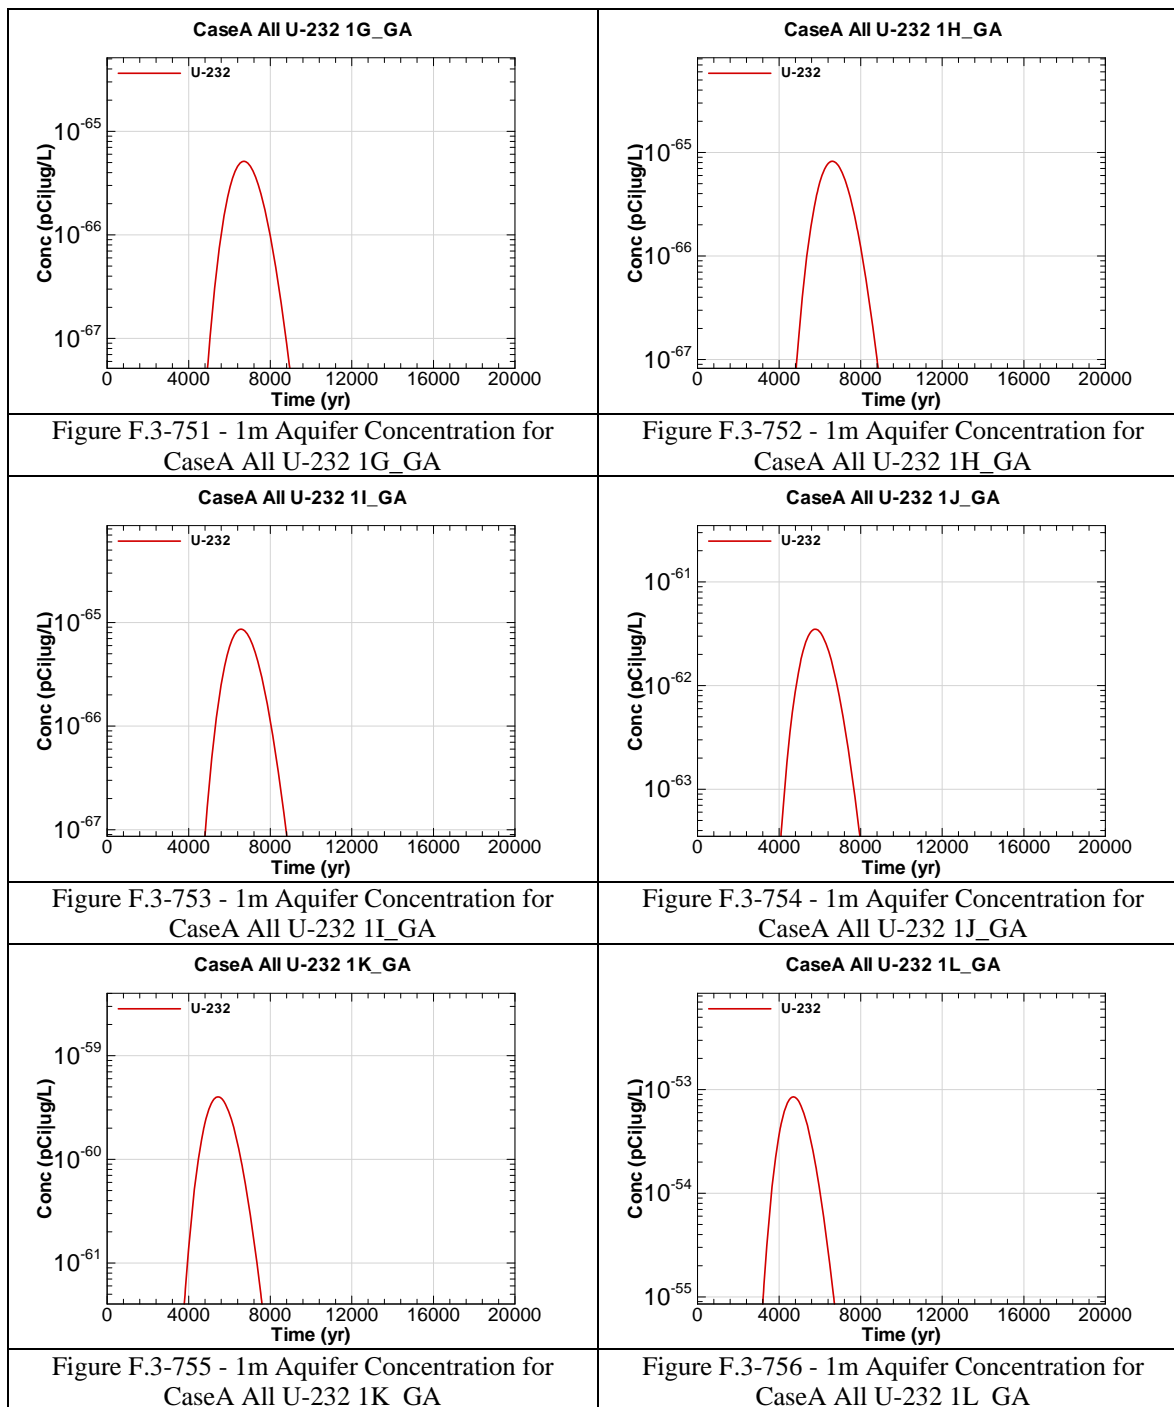 CaseA All U-232 1G_GA
U-232
Conc (pCi|ug/L)
10-65
10-66
10-67
0 4000 8000 12000 16000 20000
Time (yr)
Figure F.3-751 - 1m Aquifer Concentration for
CaseA All U-232 1G_GA
CaseA All U-232 1H_GA
U-232
Conc (pCi|ug/L)
10-65
10-66
10-67
0 4000 8000 12000 16000 20000
Time (yr)
Figure F.3-752 - 1m Aquifer Concentration for
CaseA All U-232 1H_GA
CaseA All U-232 1I_GA
U-232
Conc (pCi|ug/L)
10-65
10-66
10-67
0 4000 8000 12000 16000 20000
Time (yr)
Figure F.3-753 - 1m Aquifer Concentration for
CaseA All U-232 1I_GA
CaseA All U-232 1J_GA
U-232
Conc (pCi|ug/L)
10-61
10-62
10-63
0 4000 8000 12000 16000 20000
Time (yr)
Figure F.3-754 - 1m Aquifer Concentration for
CaseA All U-232 1J_GA
CaseA All U-232 1K_GA
U-232
Conc (pCi|ug/L)
10-59
10-60
10-61
0 4000 8000 12000 16000 20000
Time (yr)
Figure F.3-755 - 1m Aquifer Concentration for
CaseA All U-232 1K_GA
CaseA All U-232 1L_GA
U-232
Conc (pCi|ug/L)
10-53
10-54
10-55
0 4000 8000 12000 16000 20000
Time (yr)
Figure F.3-756 - 1m Aquifer Concentration for
CaseA All U-232 1L_GA